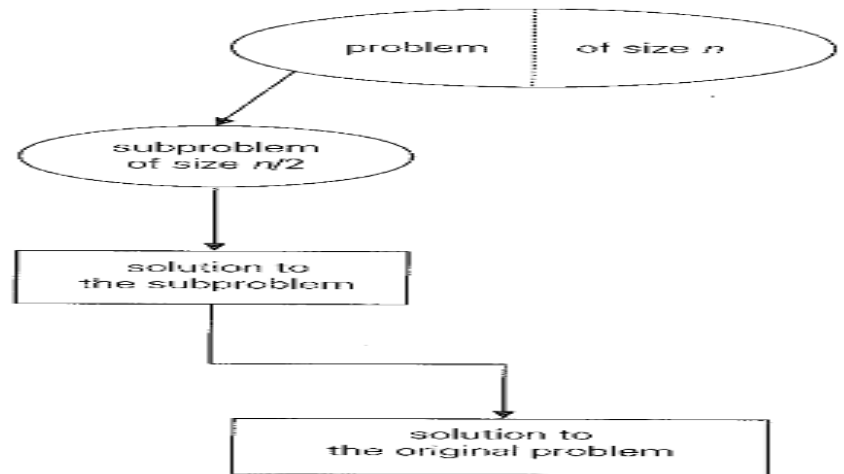 problem of size n
subproblem
of size n/2
solution to
the subproblem
solution to
the original problem